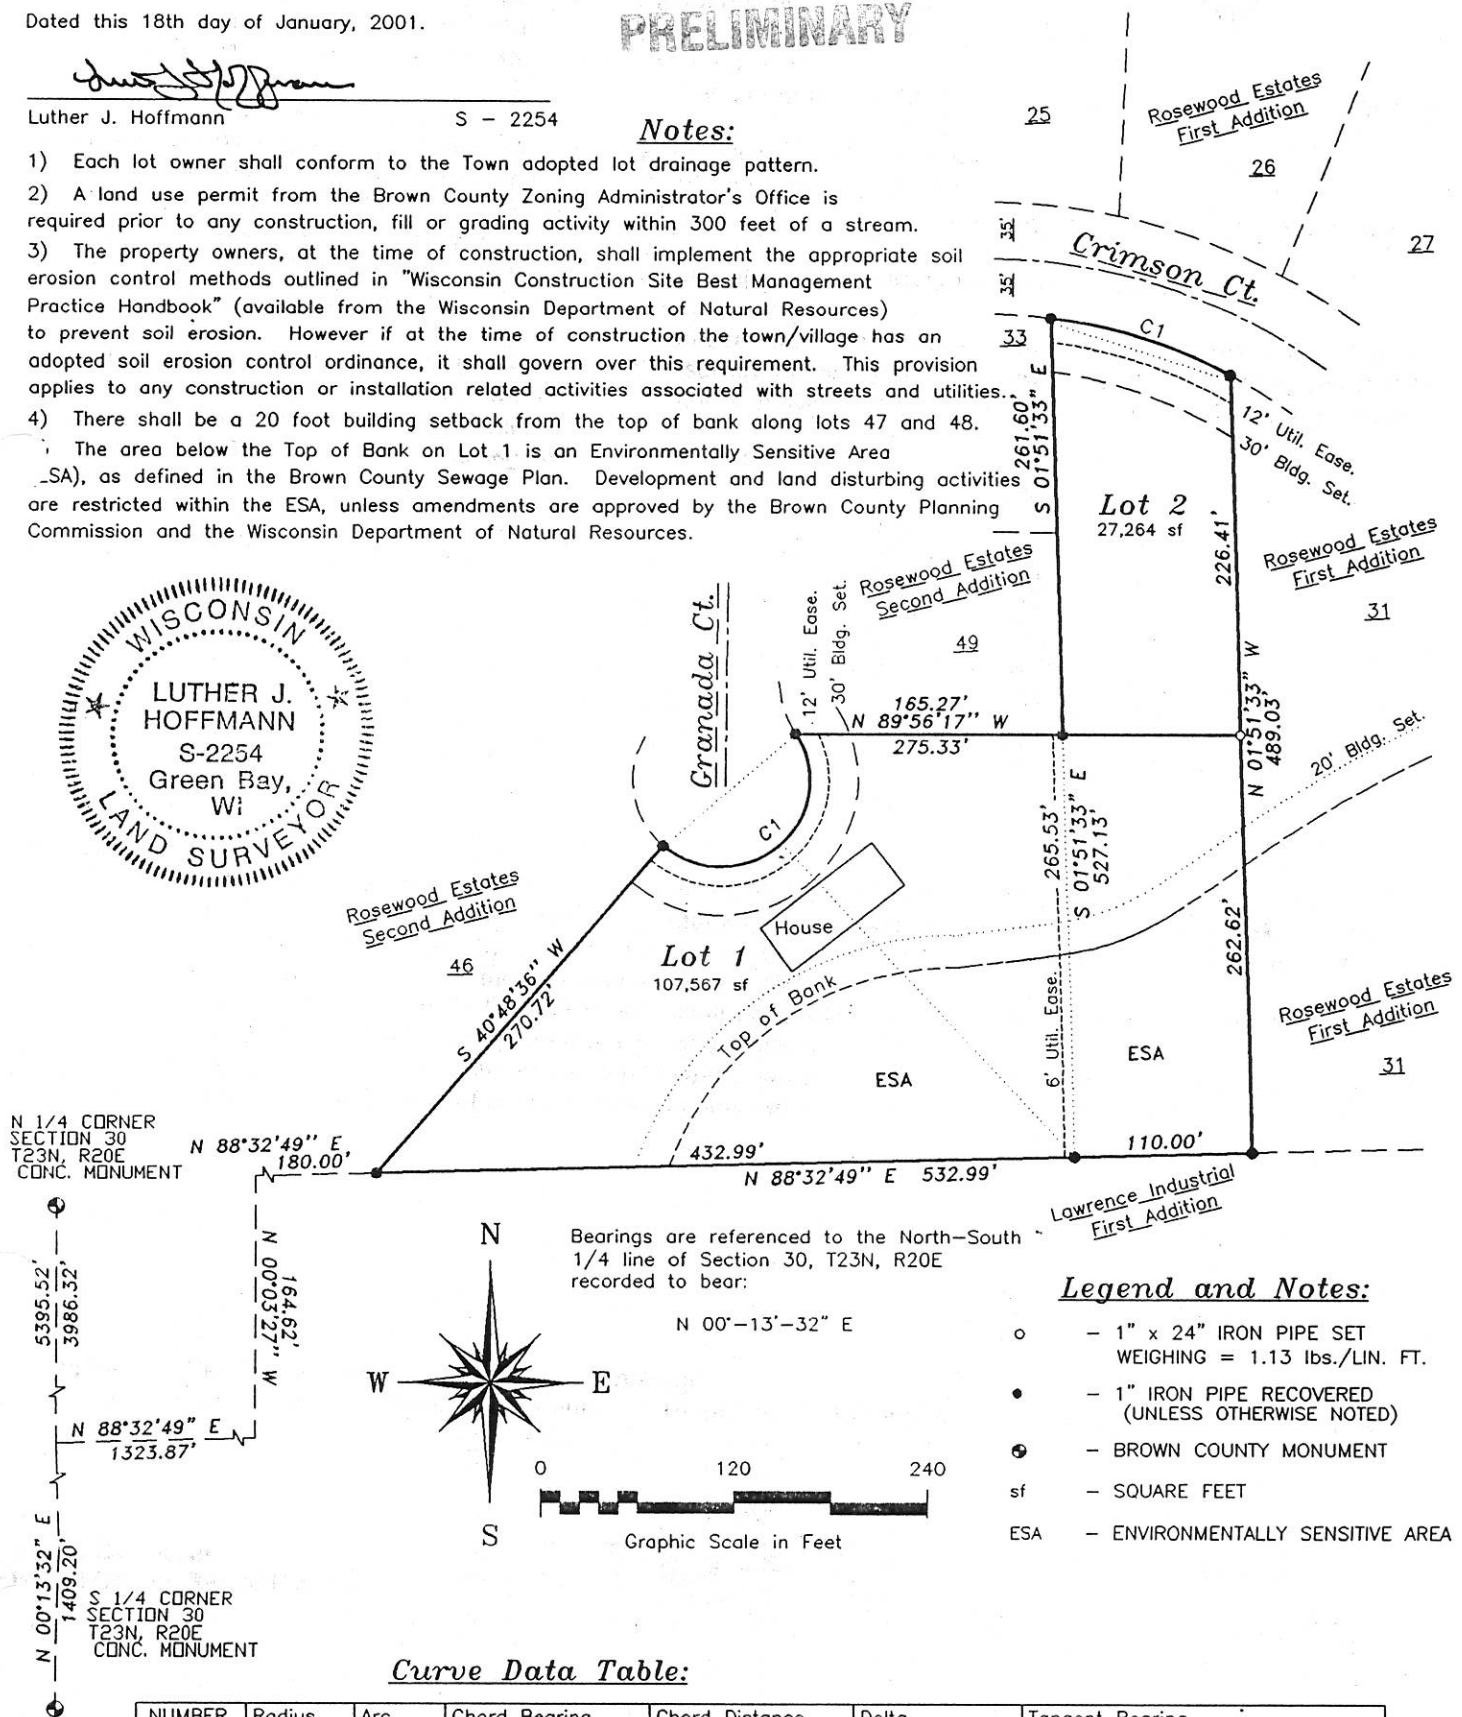 Dated this 18th day of January, 2001.
PRELIMINARY
Luther J. Hoffmann S - 2254
Notes:
1) Each lot owner shall conform to the Town adopted lot drainage pattern.
2) A land use permit from the Brown County Zoning Administrator's Office is
required prior to any construction, fill or grading activity within 300 feet of a stream.
3) The property owners, at the time of construction, shall implement the appropriate soil
erosion control methods outlined in "Wisconsin Construction Site Best Management
Practice Handbook" (available from the Wisconsin Department of Natural Resources)
to prevent soil erosion. However if at the time of construction the town/village has an
adopted soil erosion control ordinance, it shall govern over this requirement. This provision
applies to any construction or installation related activities associated with streets and utilities.
4) There shall be a 20 foot building setback from the top of bank along lots 47 and 48.
The area below the Top of Bank on Lot 1 is an Environmentally Sensitive Area
SA), as defined in the Brown County Sewage Plan. Development and land disturbing activities
are restricted within the ESA, unless amendments are approved by the Brown County Planning
Commission and the Wisconsin Department of Natural Resources.
25
Rosewood Estates
First Addition
26
27
35'
35'
Crimson Ct.
33
C1
261.60'
S 01°51'33" E
12' Util. Ease.
30' Bldg. Set.
Lot 2
27,264 sf
226.41'
Rosewood Estates
First Addition
31
Rosewood Estates
Second Addition
49
WISCONSIN
LUTHER J.
HOFFMANN
S-2254
Green Bay,
WI
LAND SURVEYOR
Granada Ct.
12' Util. Ease.
30' Bldg. Set.
165.27'
N 89°56'17" W
275.33'
N 01°51'33" W
489.03'
20' Bldg. Set.
C1
265.53'
S 01°51'33" E
527.13'
Rosewood Estates
Second Addition
46
House
Lot 1
107,567 sf
262.62'
S 40°48'36" W
270.72'
Top of Bank
6' Util. Ease.
ESA
ESA
Rosewood Estates
First Addition
31
N 1/4 CORNER
SECTION 30
T23N, R20E
CONC. MONUMENT
N 88°32'49" E
180.00'
432.99'
110.00'
N 88°32'49" E 532.99'
Lawrence Industrial
First Addition
5395.52'
3986.32'
N 00°03'27" W
164.62'
N
W
E
S
Bearings are referenced to the North-South
1/4 line of Section 30, T23N, R20E
recorded to bear:
N 00°-13'-32" E
N 88°32'49" E
1323.87'
N 00°13'32" E
1409.20'
0 120 240
Graphic Scale in Feet
Legend and Notes:
- 1" x 24" IRON PIPE SET
WEIGHING = 1.13 lbs./LIN. FT.
- 1" IRON PIPE RECOVERED
(UNLESS OTHERWISE NOTED)
- BROWN COUNTY MONUMENT
sf - SQUARE FEET
ESA - ENVIRONMENTALLY SENSITIVE AREA
S 1/4 CORNER
SECTION 30
T23N, R20E
CONC. MONUMENT
Curve Data Table:
NUMBER Radius Arc Chord Bearing Chord Distance Delta Tangent Bearing